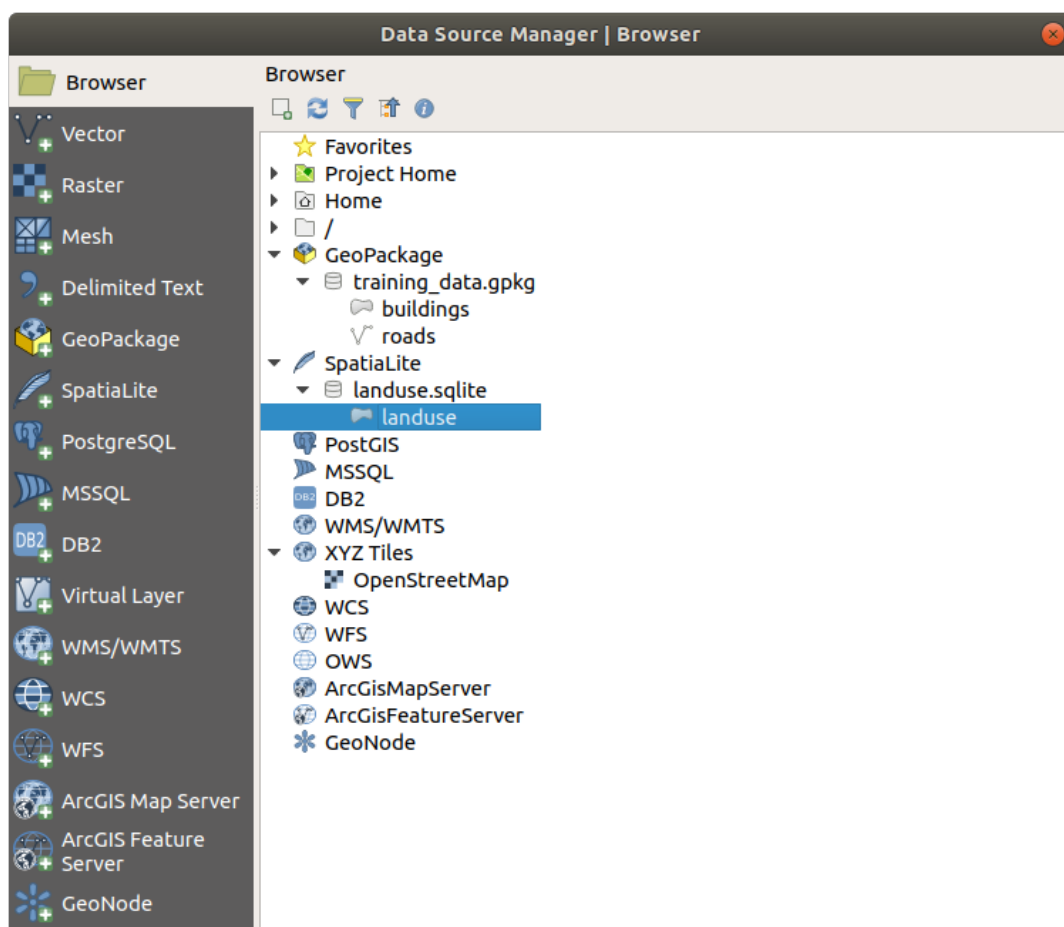 Data Source Manager | Browser
Browser
Vector
Raster
Mesh
Delimited Text
GeoPackage
SpatiaLite
PostgreSQL
MSSQL
DB2
DB2
Virtual Layer
WMS/WMTS
WCS
WFS
ArcGIS Map Server
ArcGIS Feature
Server
GeoNode
Browser
Favorites
Project Home
Home
/
GeoPackage
training_data.gpkg
buildings
roads
SpatiaLite
landuse.sqlite
landuse
PostGIS
MSSQL
DB2 DB2
WMS/WMTS
XYZ Tiles
OpenStreetMap
WCS
WFS
OWS
ArcGisMapServer
ArcGisFeatureServer
GeoNode